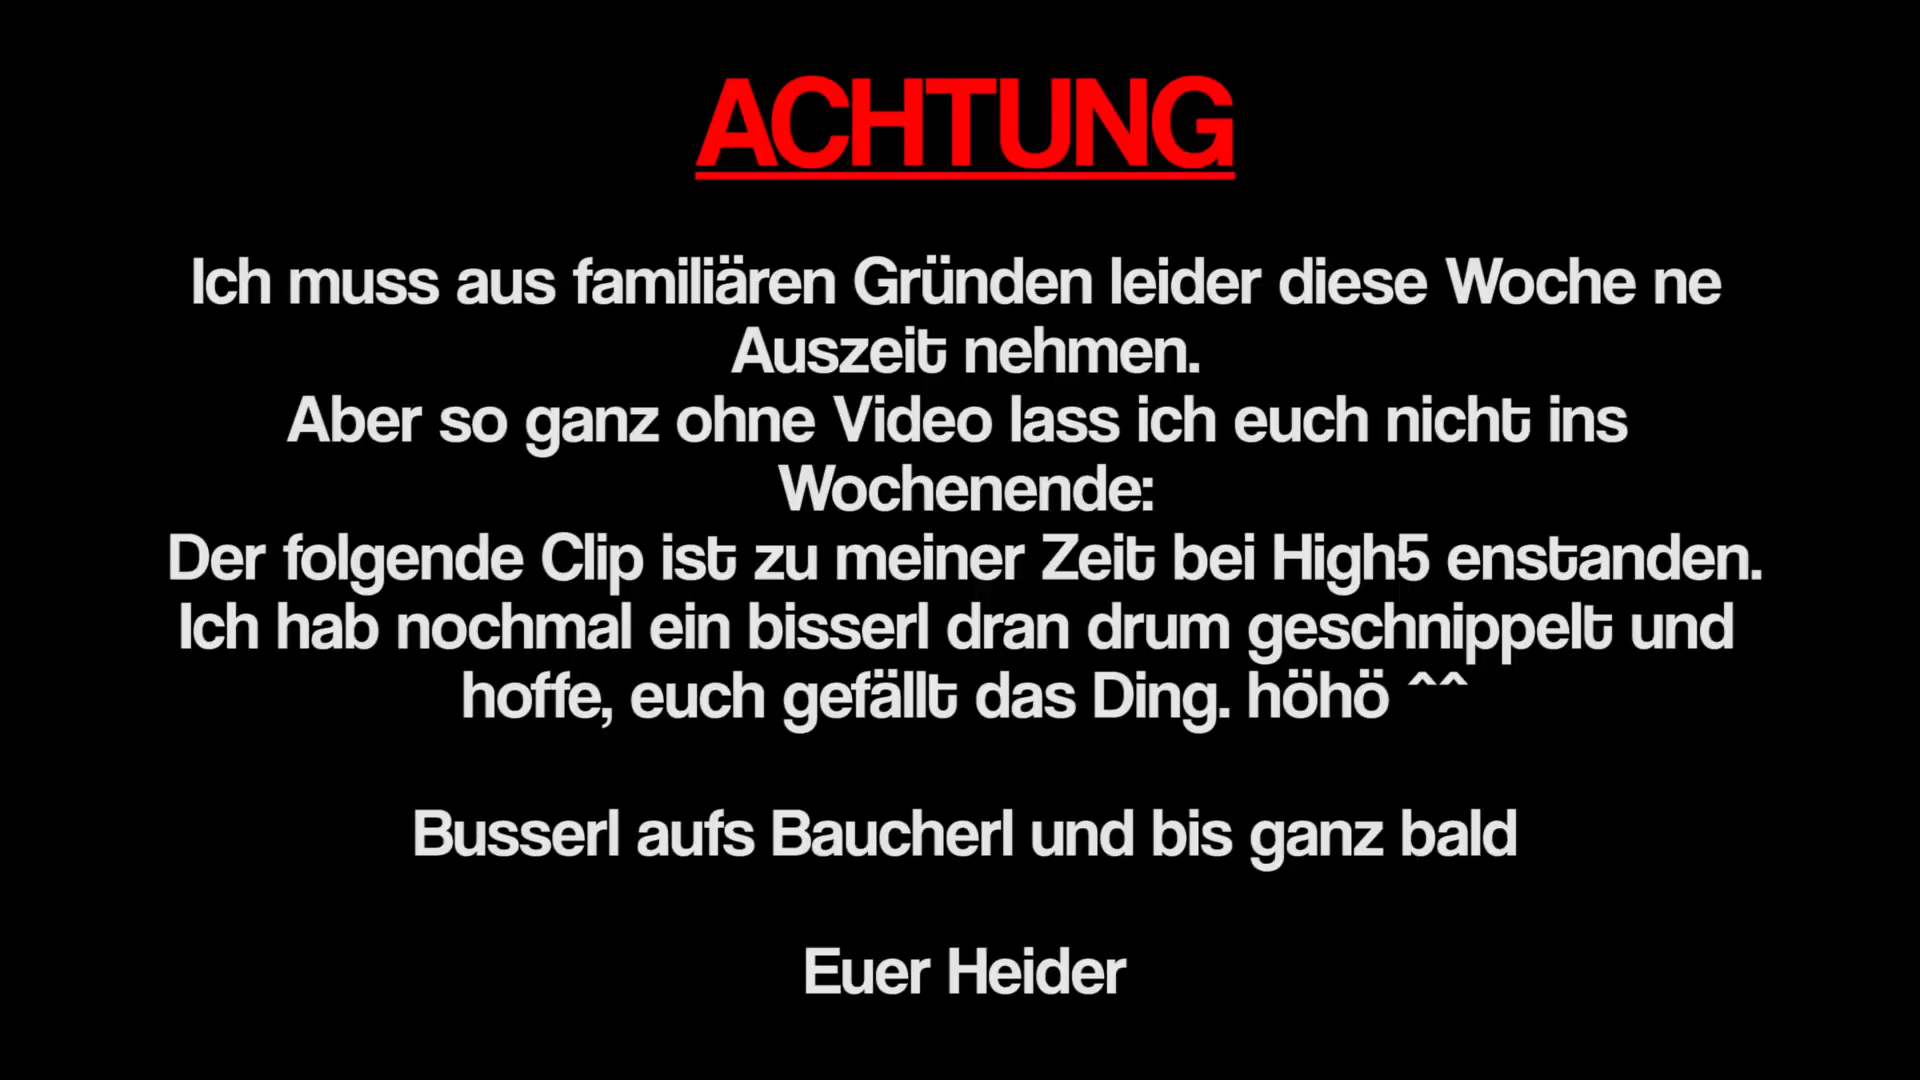 ACHTUNG
Ich muss aus familiären Gründen leider diese Woche ne
Auszeit nehmen.
Aber so ganz ohne Video lass ich euch nicht ins
Wochenende:
Der folgende Clip ist zu meiner Zeit bei High5 enstanden.
Ich hab nochmal ein bisserl dran drum geschnippelt und
hoffe, euch gefällt das Ding. höhö ^^
Busserl aufs Baucherl und bis ganz bald
Euer Heider